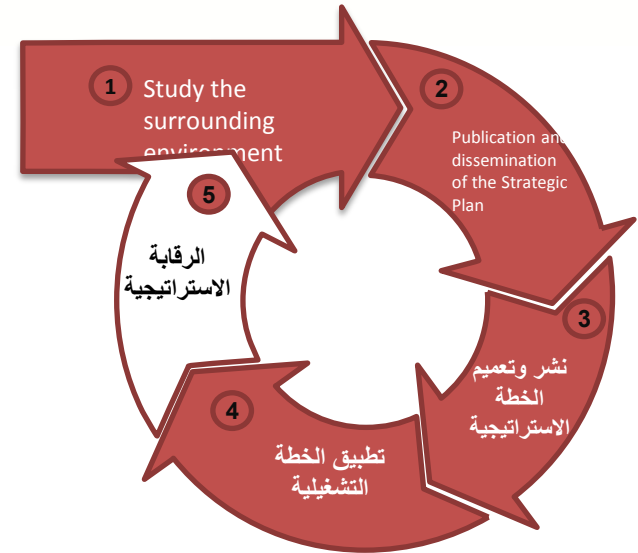 1
Study the
surrounding
environment
2
Publication and
dissemination
of the Strategic
Plan
3
نشر وتعميم
الخطة
الاستراتيجية
4
تطبيق الخطة
التشغيلية
5
الرقابة
الاستراتيجية